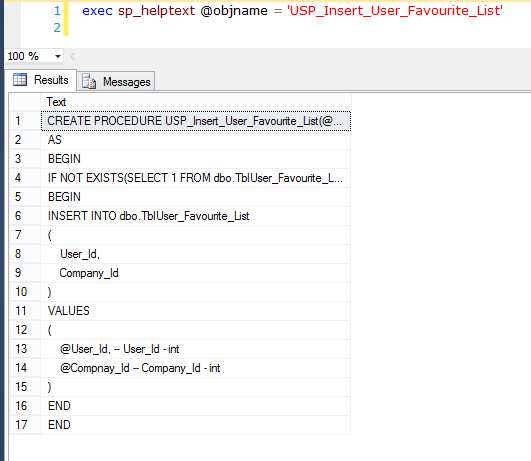 1 exec sp_helptext @objname = 'USP_Insert_User_Favourite_List'
2
100 %
Results Messages
Text
1 CREATE PROCEDURE USP_Insert_User_Favourite_List(@...
2 AS
3 BEGIN
4 IF NOT EXISTS(SELECT 1 FROM dbo.TblUser_Favourite_L...
5 BEGIN
6 INSERT INTO dbo.TblUser_Favourite_List
7 (
8 User_Id,
9 Company_Id
10 )
11 VALUES
12 (
13 @User_Id, -- User_Id - int
14 @Compnay_Id -- Company_Id - int
15 )
16 END
17 END